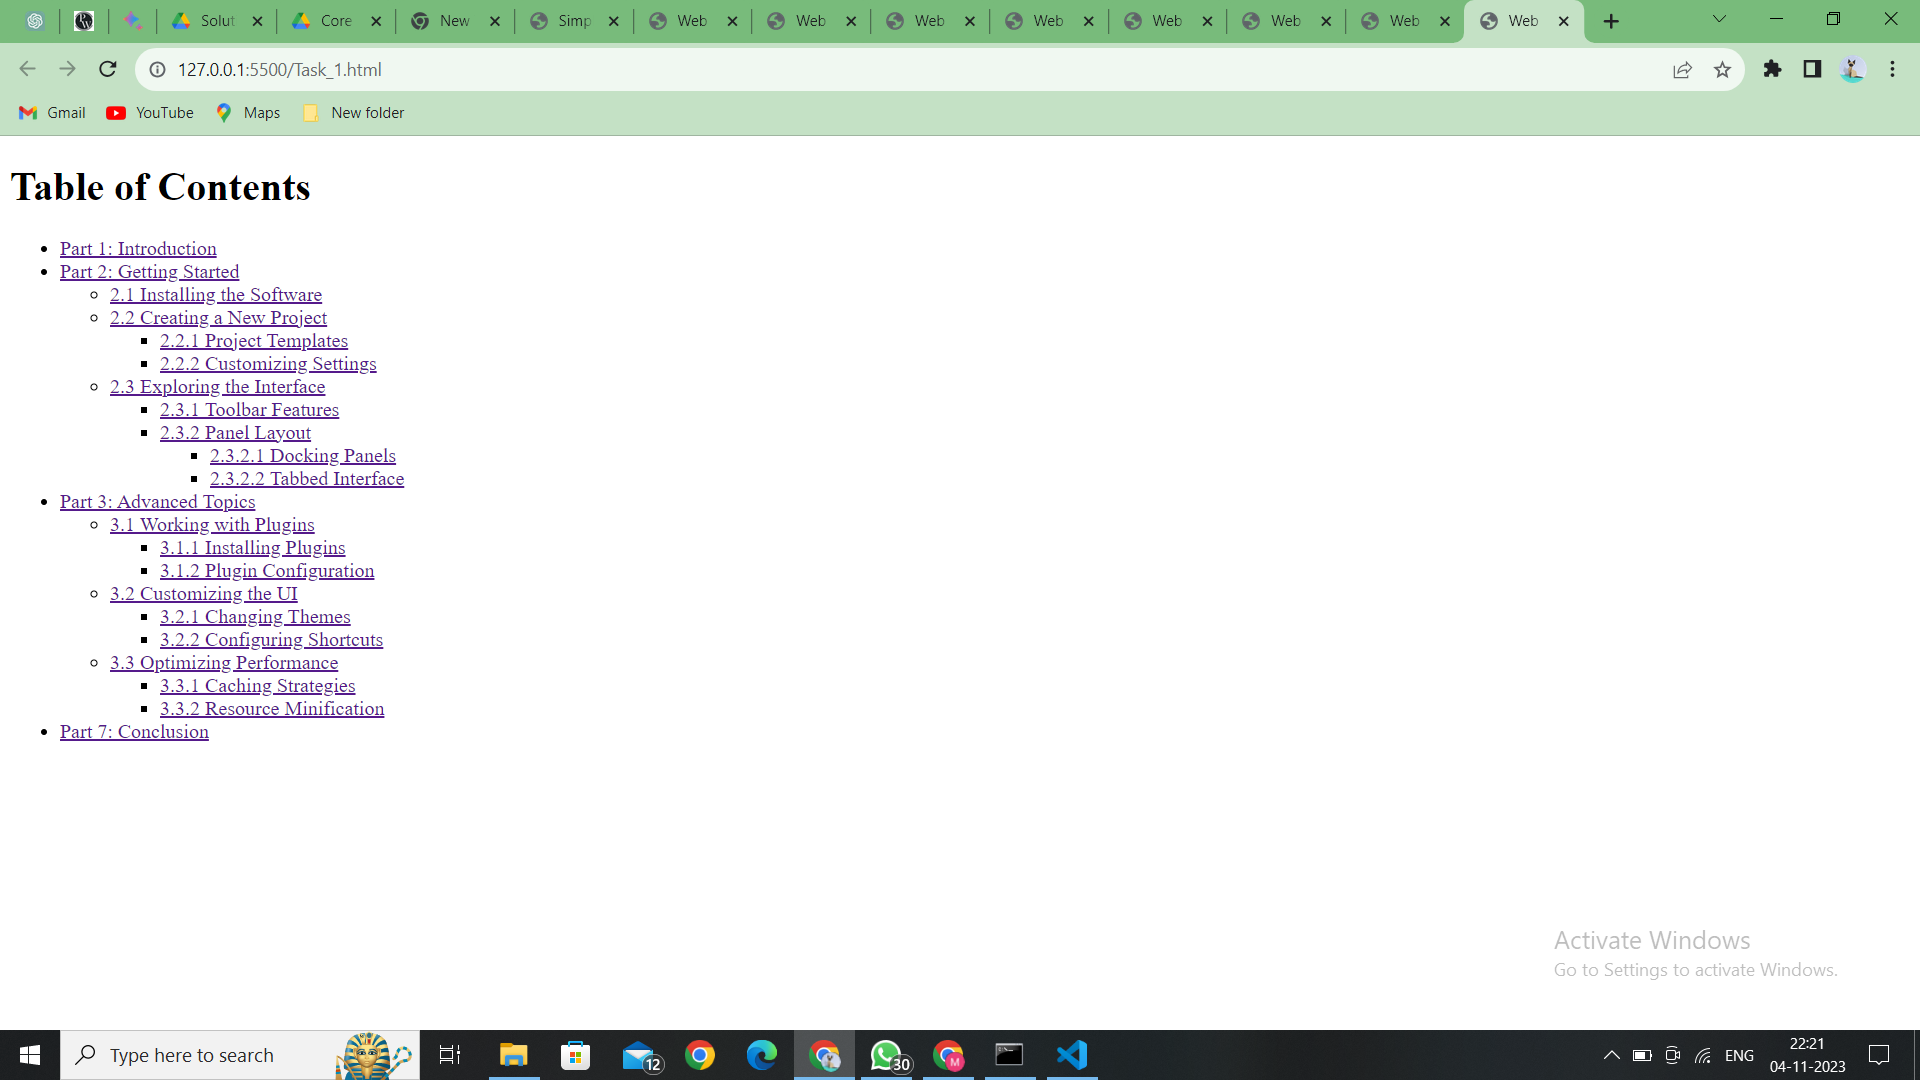 Solut
Core
New
Simp
Web
Web
Web
Web
Web
Web
Web
Web
127.0.0.1:5500/Task_1.html
Gmail
YouTube
Maps
New folder
Table of Contents
Part 1: Introduction
Part 2: Getting Started
2.1 Installing the Software
2.2 Creating a New Project
2.2.1 Project Templates
2.2.2 Customizing Settings
2.3 Exploring the Interface
2.3.1 Toolbar Features
2.3.2 Panel Layout
2.3.2.1 Docking Panels
2.3.2.2 Tabbed Interface
Part 3: Advanced Topics
3.1 Working with Plugins
3.1.1 Installing Plugins
3.1.2 Plugin Configuration
3.2 Customizing the UI
3.2.1 Changing Themes
3.2.2 Configuring Shortcuts
3.3 Optimizing Performance
3.3.1 Caching Strategies
3.3.2 Resource Minification
Part 7: Conclusion
Activate Windows
Go to Settings to activate Windows.
Type here to search
12
30
M
ENG
22:21
04-11-2023